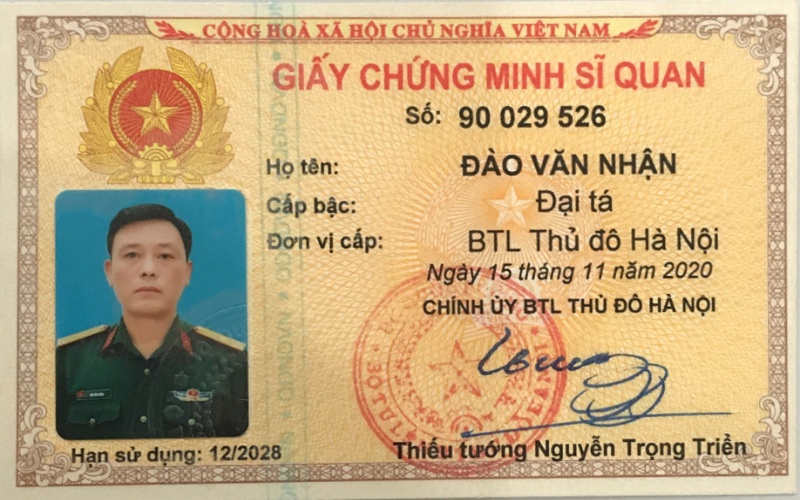 CỘNG HOÀ XÃ HỘI CHỦ NGHĨA VIỆT NAM
GIẤY CHỨNG MINH SĨ QUAN
Số: 90 029 526
Họ tên: ĐÀO VĂN NHẬN
Cấp bậc: Đại tá
Đơn vị cấp: BTL Thủ đô Hà Nội
Ngày 15 tháng 11 năm 2020
CHÍNH ỦY BTL THỦ ĐÔ HÀ NỘI
Hạn sử dụng: 12/2028
Thiếu tướng Nguyễn Trọng Triển